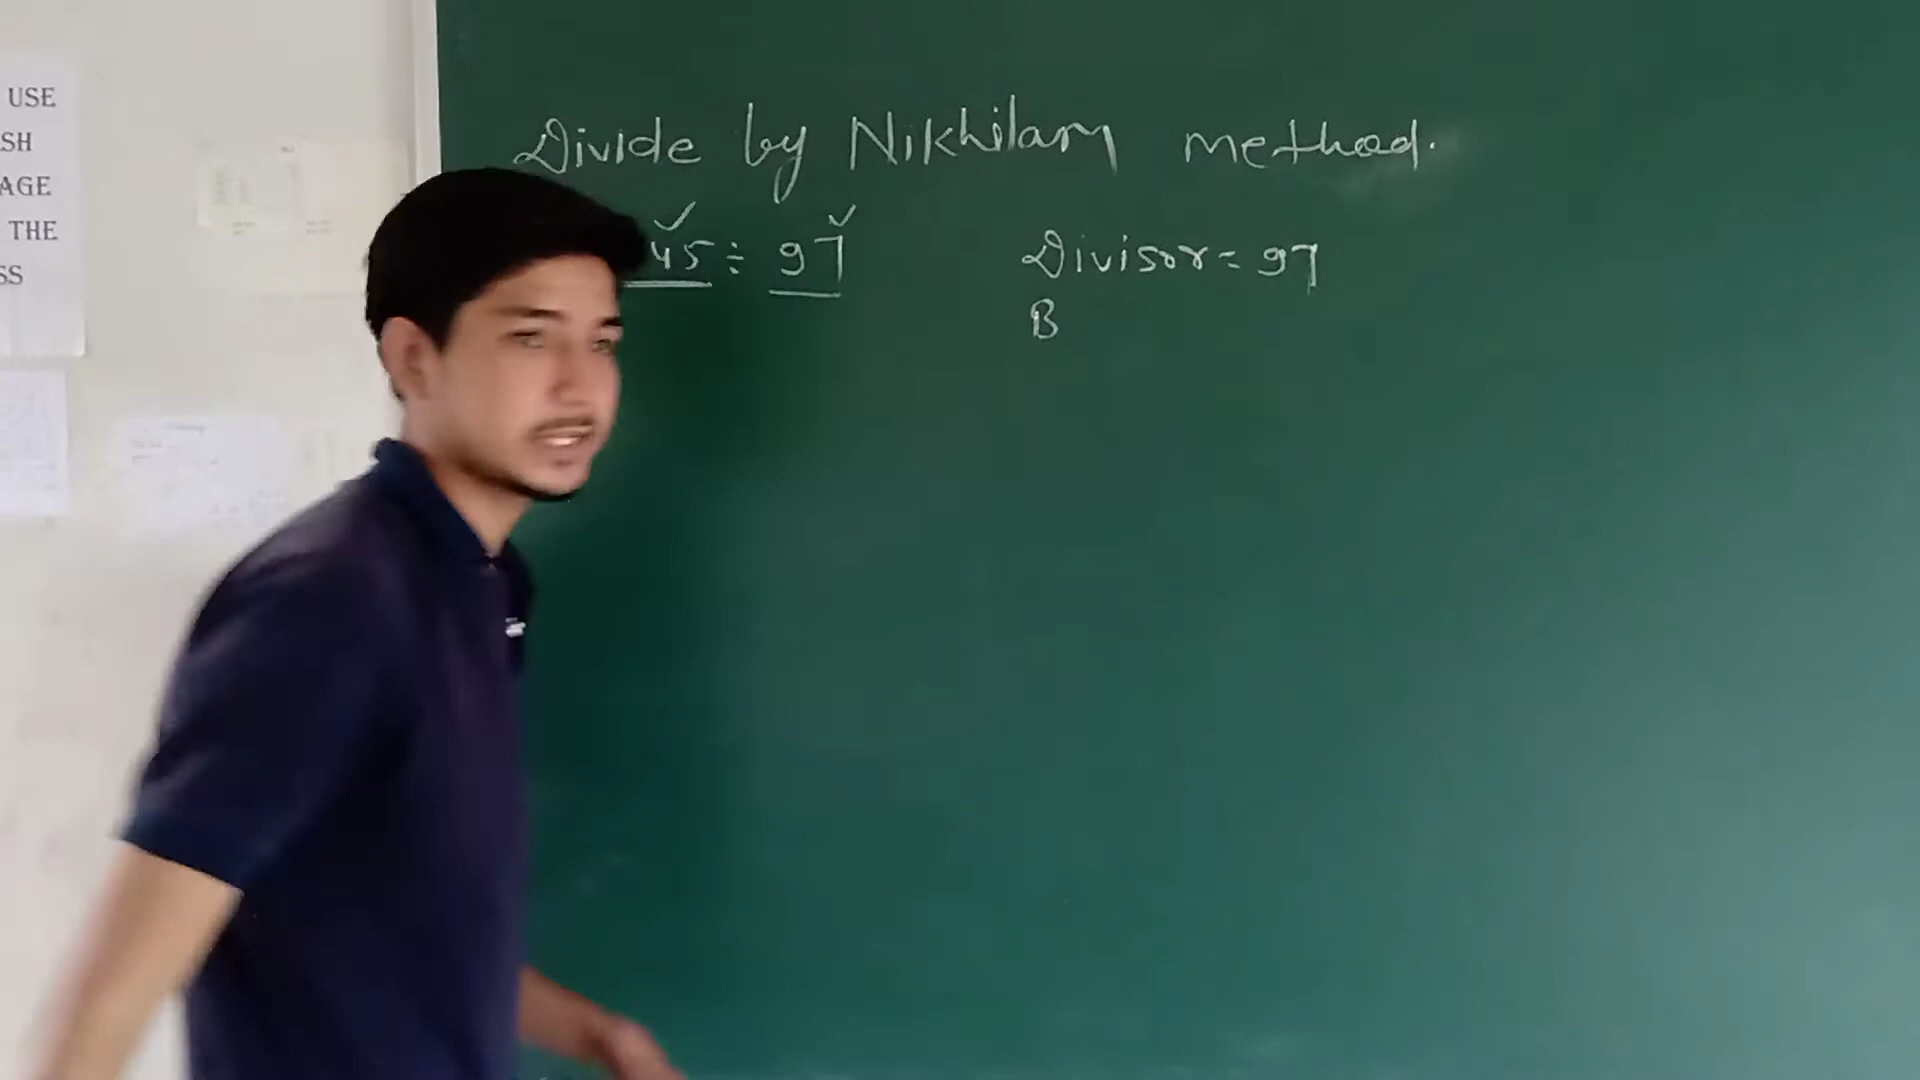 USE
SH
AGE
THE
SS
Divide by Nikhilam method.
45 ÷ 97
Divisor = 97
B